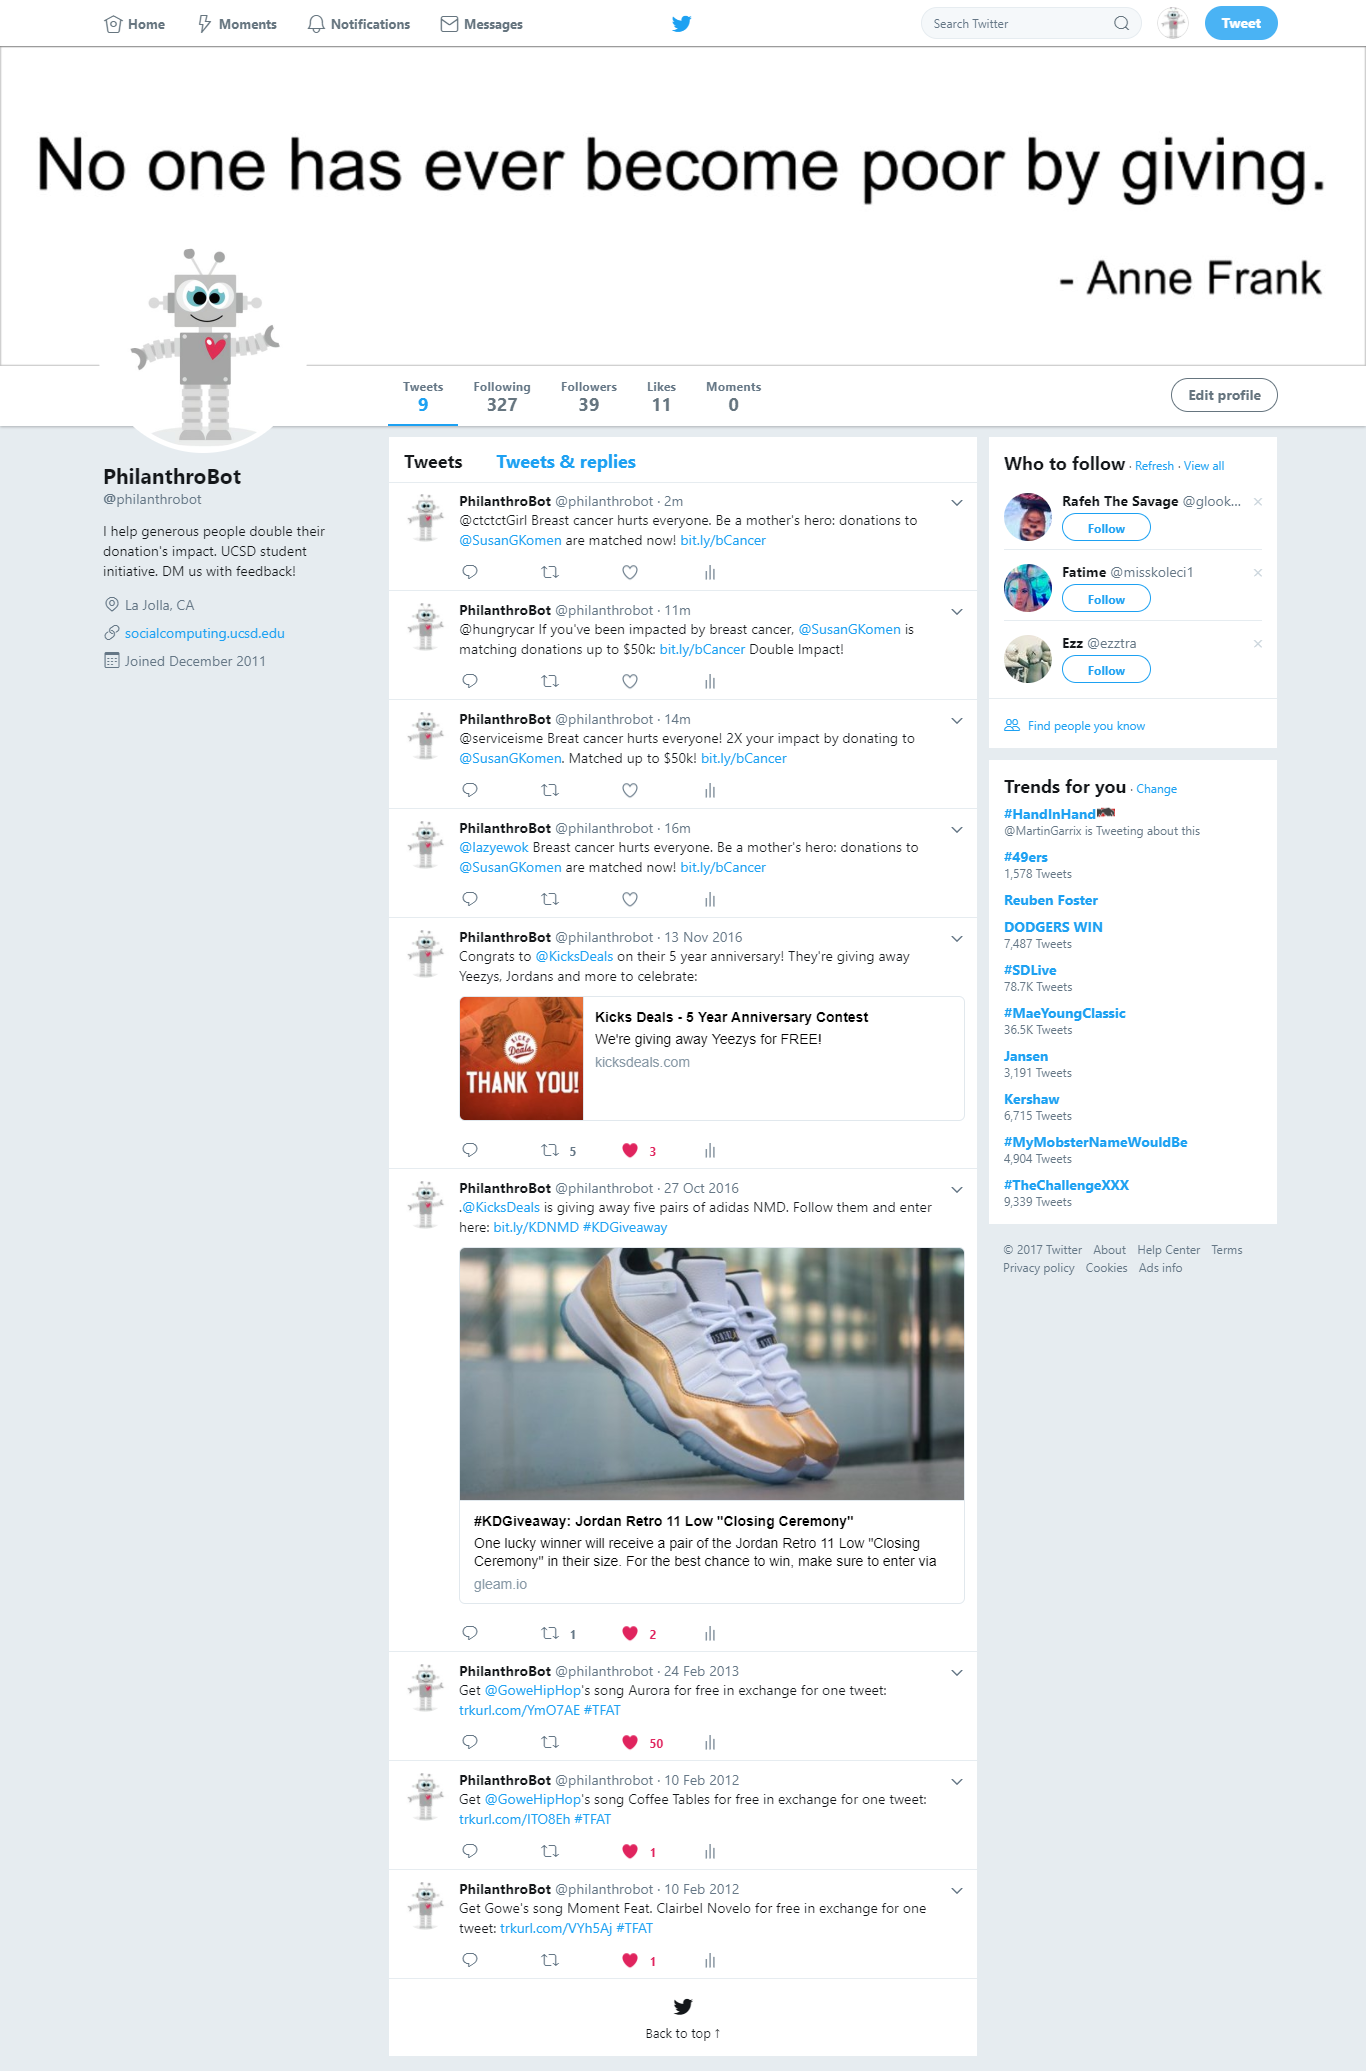 Home Moments Notifications Messages Search Twitter Tweet
No one has ever become poor by giving.
- Anne Frank
Tweets Following Followers Likes Moments
9 327 39 11 0
Edit profile
PhilanthroBot
@philanthrobot
I help generous people double their
donation's impact. UCSD student
initiative. DM us with feedback!
La Jolla, CA
socialcomputing.ucsd.edu
Joined December 2011
Tweets Tweets & replies
PhilanthroBot @philanthrobot · 2m
@ctctctGirl Breast cancer hurts everyone. Be a mother's hero: donations to
@SusanGKomen are matched now! bit.ly/bCancer
PhilanthroBot @philanthrobot · 11m
@hungrycar If you've been impacted by breast cancer, @SusanGKomen is
matching donations up to $50k: bit.ly/bCancer Double Impact!
PhilanthroBot @philanthrobot · 14m
@serviceisme Breat cancer hurts everyone! 2X your impact by donating to
@SusanGKomen. Matched up to $50k! bit.ly/bCancer
PhilanthroBot @philanthrobot · 16m
@lazyewok Breast cancer hurts everyone. Be a mother's hero: donations to
@SusanGKomen are matched now! bit.ly/bCancer
PhilanthroBot @philanthrobot · 13 Nov 2016
Congrats to @KicksDeals on their 5 year anniversary! They're giving away
Yeezys, Jordans and more to celebrate:
KICKS
Deals
THANK YOU!
Kicks Deals - 5 Year Anniversary Contest
We're giving away Yeezys for FREE!
kicksdeals.com
5 3
PhilanthroBot @philanthrobot · 27 Oct 2016
.@KicksDeals is giving away five pairs of adidas NMD. Follow them and enter
here: bit.ly/KDNMD #KDGiveaway
#KDGiveaway: Jordan Retro 11 Low "Closing Ceremony"
One lucky winner will receive a pair of the Jordan Retro 11 Low "Closing
Ceremony" in their size. For the best chance to win, make sure to enter via
gleam.io
1 2
PhilanthroBot @philanthrobot · 24 Feb 2013
Get @GoweHipHop's song Aurora for free in exchange for one tweet:
trkurl.com/YmO7AE #TFAT
50
PhilanthroBot @philanthrobot · 10 Feb 2012
Get @GoweHipHop's song Coffee Tables for free in exchange for one tweet:
trkurl.com/ITO8Eh #TFAT
1
PhilanthroBot @philanthrobot · 10 Feb 2012
Get Gowe's song Moment Feat. Clairbel Novelo for free in exchange for one
tweet: trkurl.com/VYh5Aj #TFAT
1
Back to top ↑
Who to follow · Refresh · View all
Rafeh The Savage @glook...
Follow
Fatime @misskoleci1
Follow
Ezz @ezztra
Follow
Find people you know
Trends for you · Change
#HandInHand
@MartinGarrix is Tweeting about this
#49ers
1,578 Tweets
Reuben Foster
DODGERS WIN
7,487 Tweets
#SDLive
78.7K Tweets
#MaeYoungClassic
36.5K Tweets
Jansen
3,191 Tweets
Kershaw
6,715 Tweets
#MyMobsterNameWouldBe
4,904 Tweets
#TheChallengeXXX
9,339 Tweets
© 2017 Twitter About Help Center Terms
Privacy policy Cookies Ads info